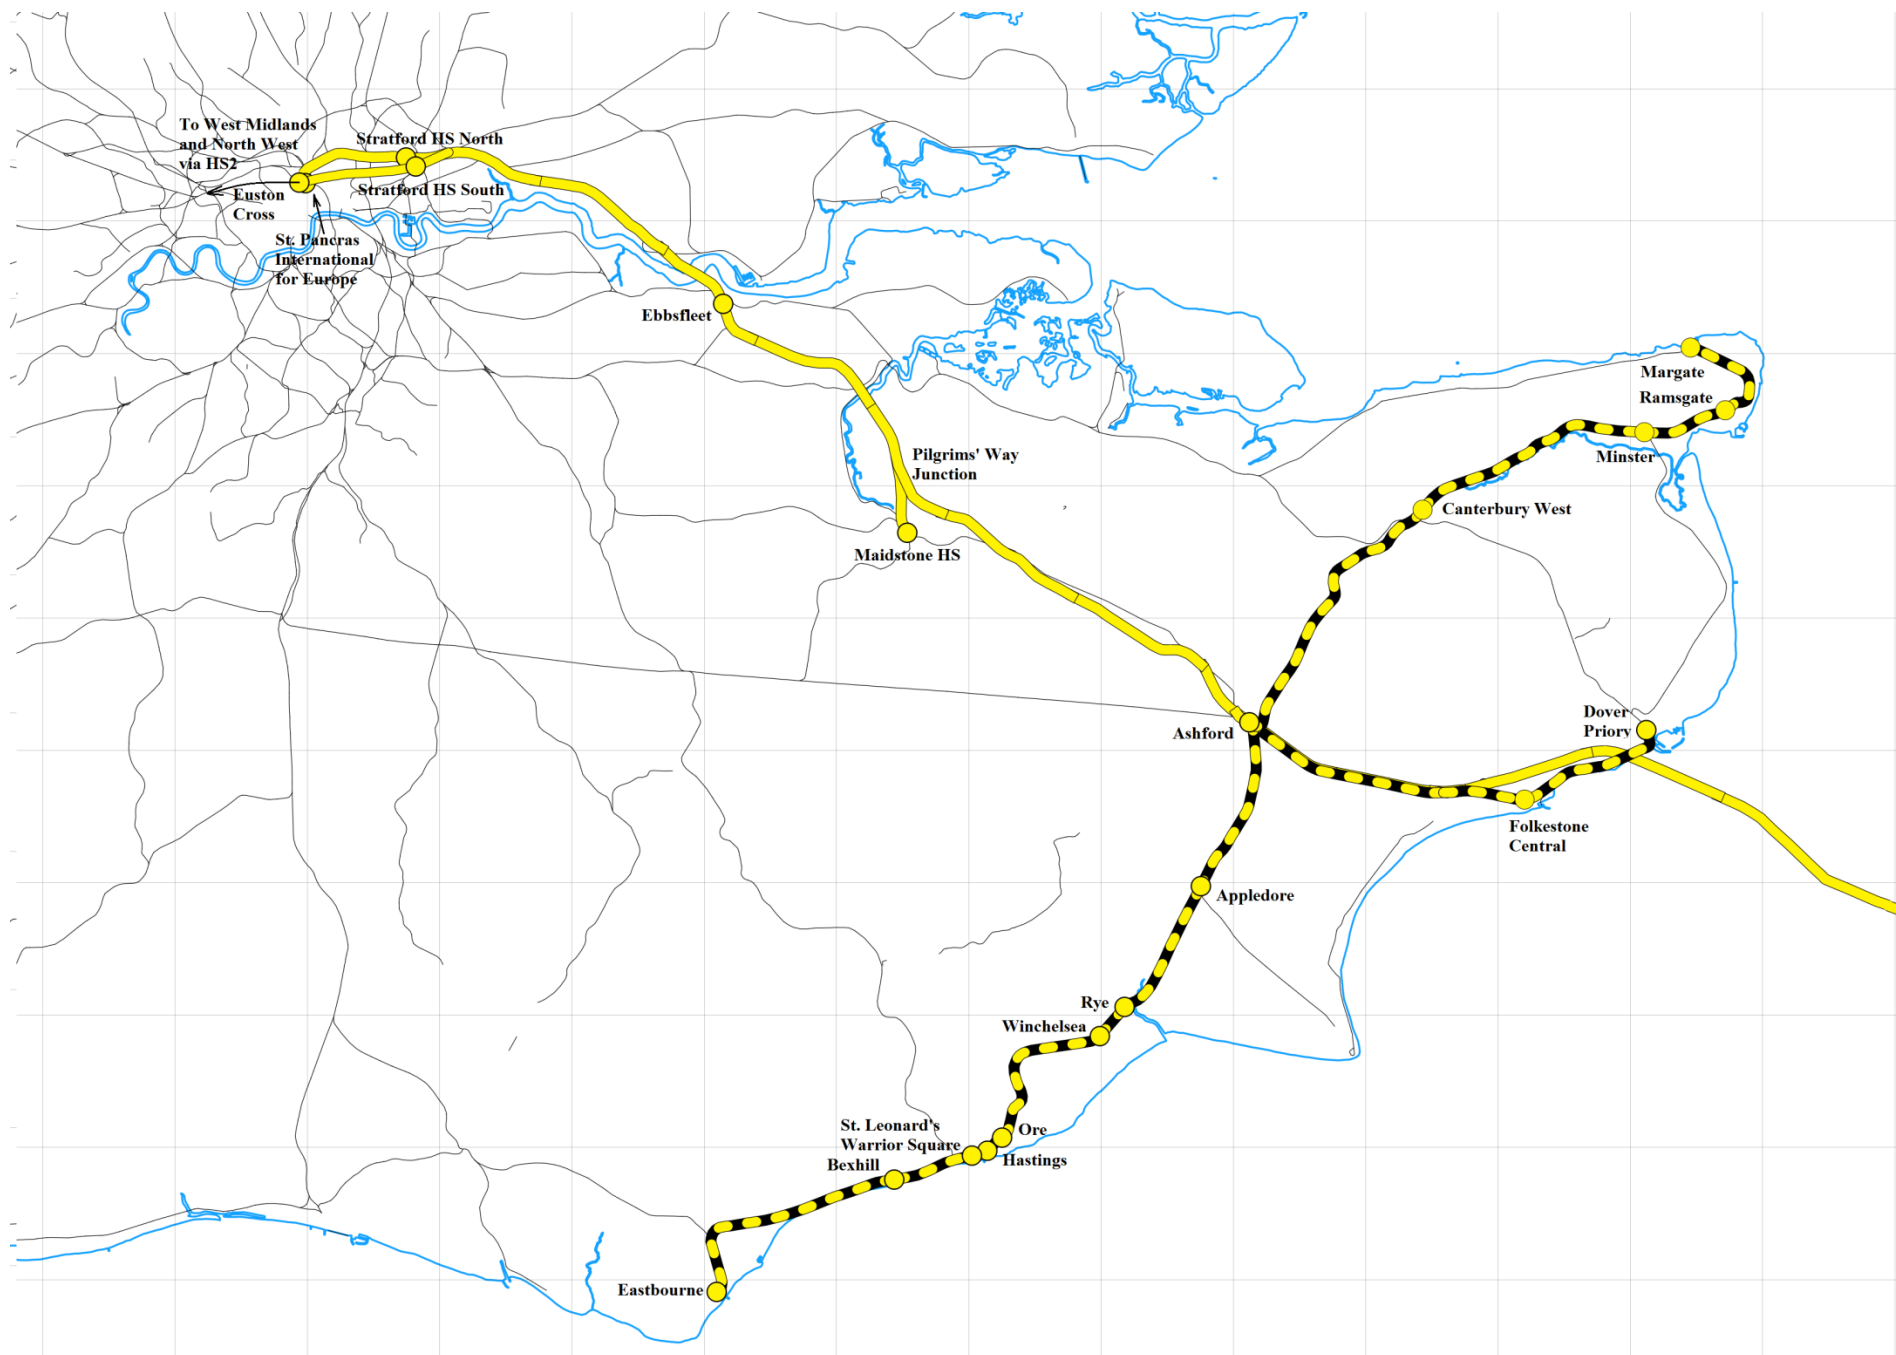 To West Midlands
and North West
via HS2
Stratford HS North
Euston
Cross
Stratford HS South
St. Pancras
International
for Europe
Ebbsfleet
Margate
Ramsgate
Minster
Pilgrims' Way
Junction
Canterbury West
Maidstone HS
Ashford
Dover
Priory
Folkestone
Central
Appledore
Rye
Winchelsea
St. Leonard's
Warrior Square
Ore
Hastings
Bexhill
Eastbourne